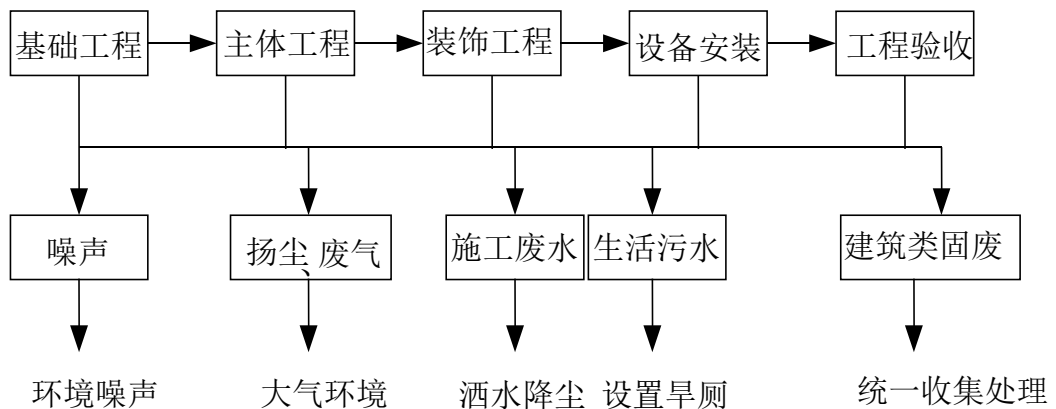 基础工程
主体工程
装饰工程
设备安装
工程验收
噪声
扬尘、废气
施工废水
生活污水
建筑类固废
环境噪声
大气环境
洒水降尘
设置旱厕
统一收集处理